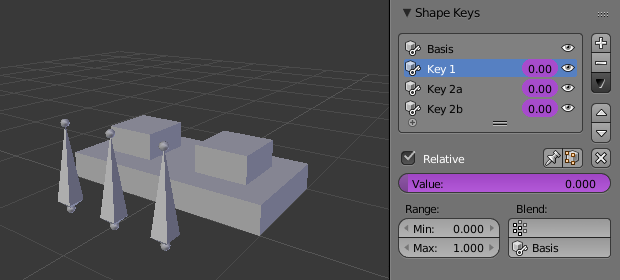 Shape Keys
Basis
Key 1 0.00
Key 2a 0.00
Key 2b 0.00
Relative
Value: 0.000
Range: Blend:
Min: 0.000
Max: 1.000 Basis